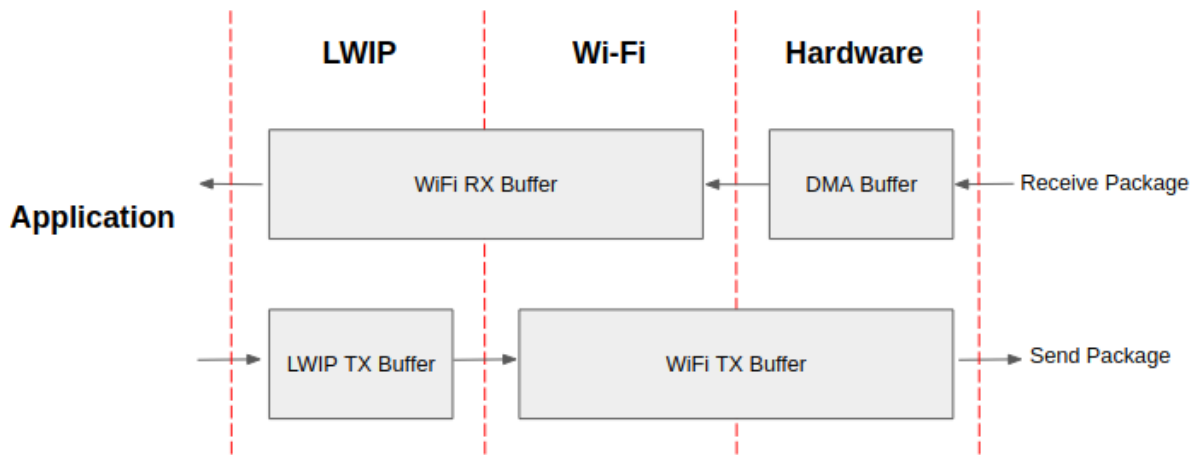 LWIP
Wi-Fi
Hardware
WiFi RX Buffer
DMA Buffer
Receive Package
Application
LWIP TX Buffer
WiFi TX Buffer
Send Package